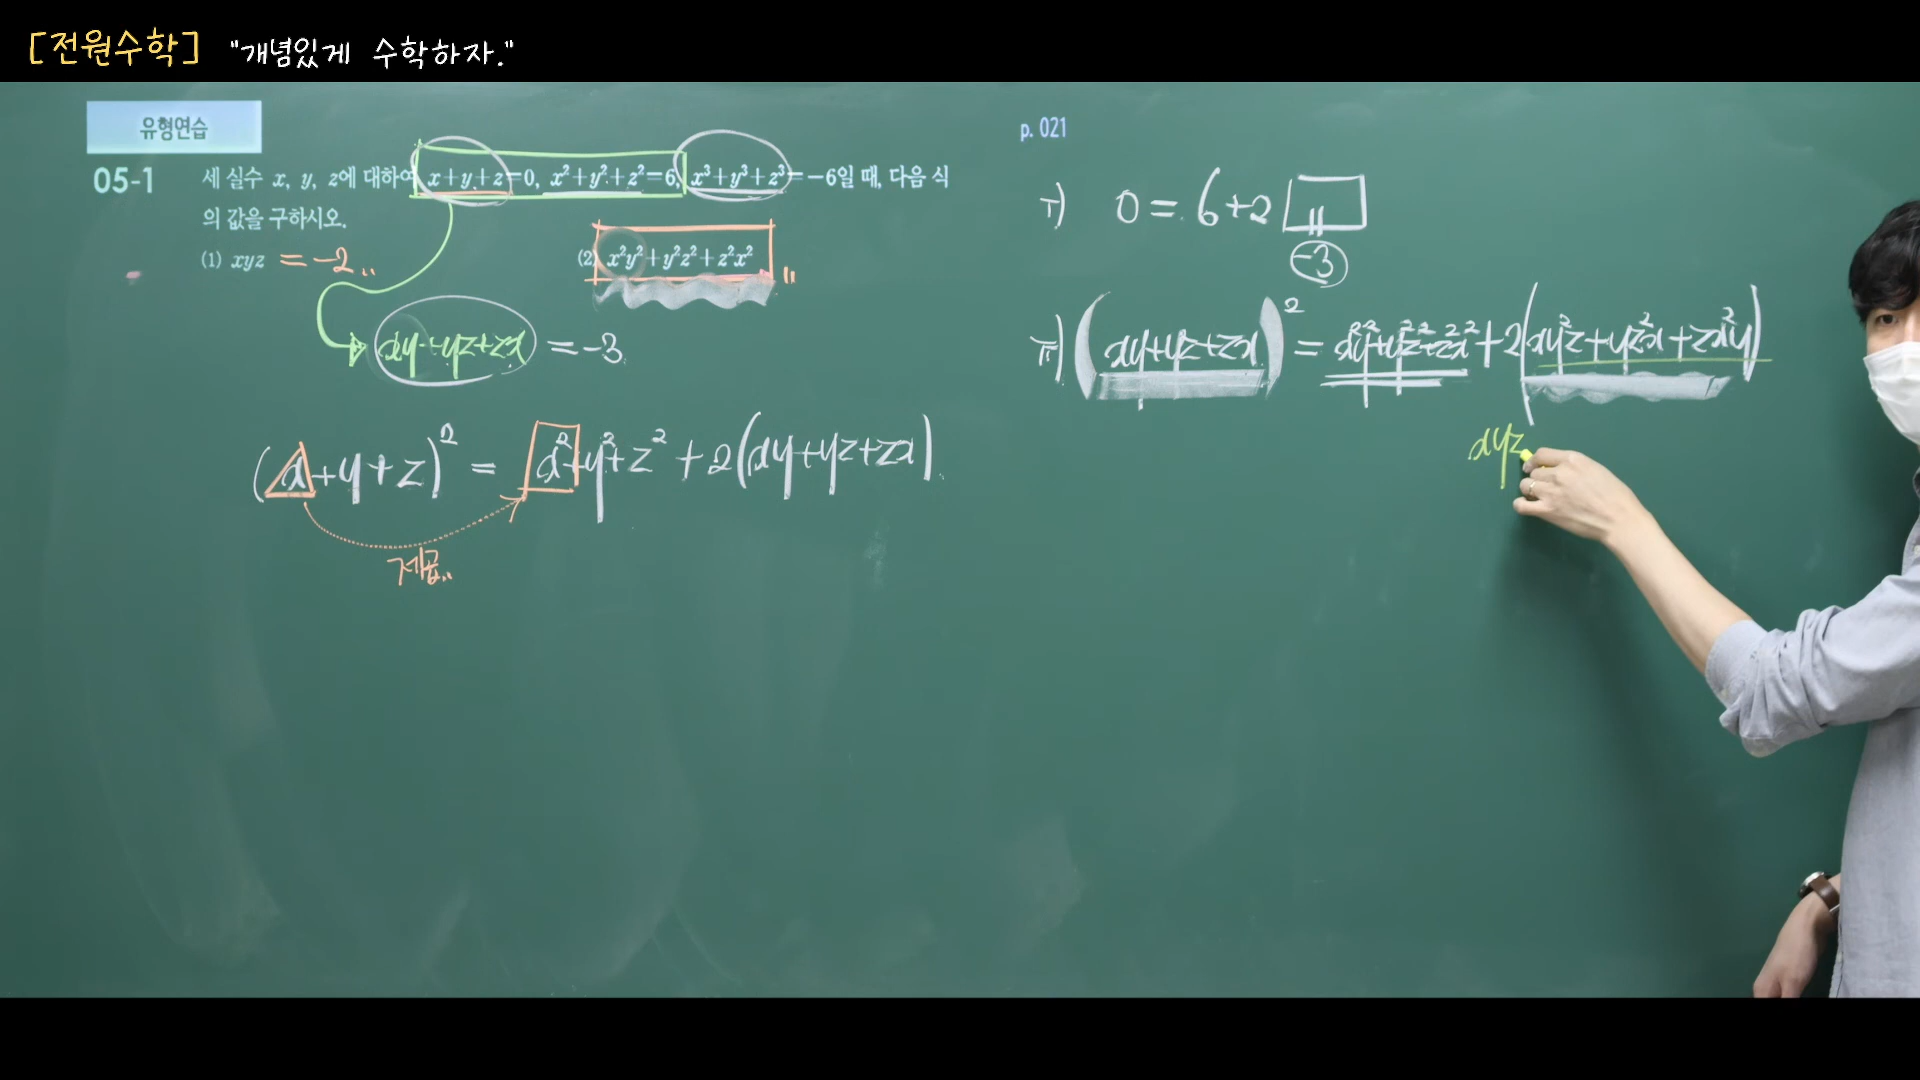 [전원수학] "개념있게 수학하자."
유형연습
p. 021
05-1 세 실수 x, y, z에 대하여 x+y+z=0, x²+y²+z²=6, x³+y³+z³=-6일 때, 다음 식
의 값을 구하시오.
(1) xyz = -2
(2) x²y²+y²z²+z²x²
xy+yz+zx = -3
(x+y+z)² = x²+y²+z²+2(xy+yz+zx)
제곱
I) 0 = 6+2□
-3
II) (xy+yz+zx)² = x²y²+y²z²+z²x²+2(xy²z+yz²x+zx²y)
xyz